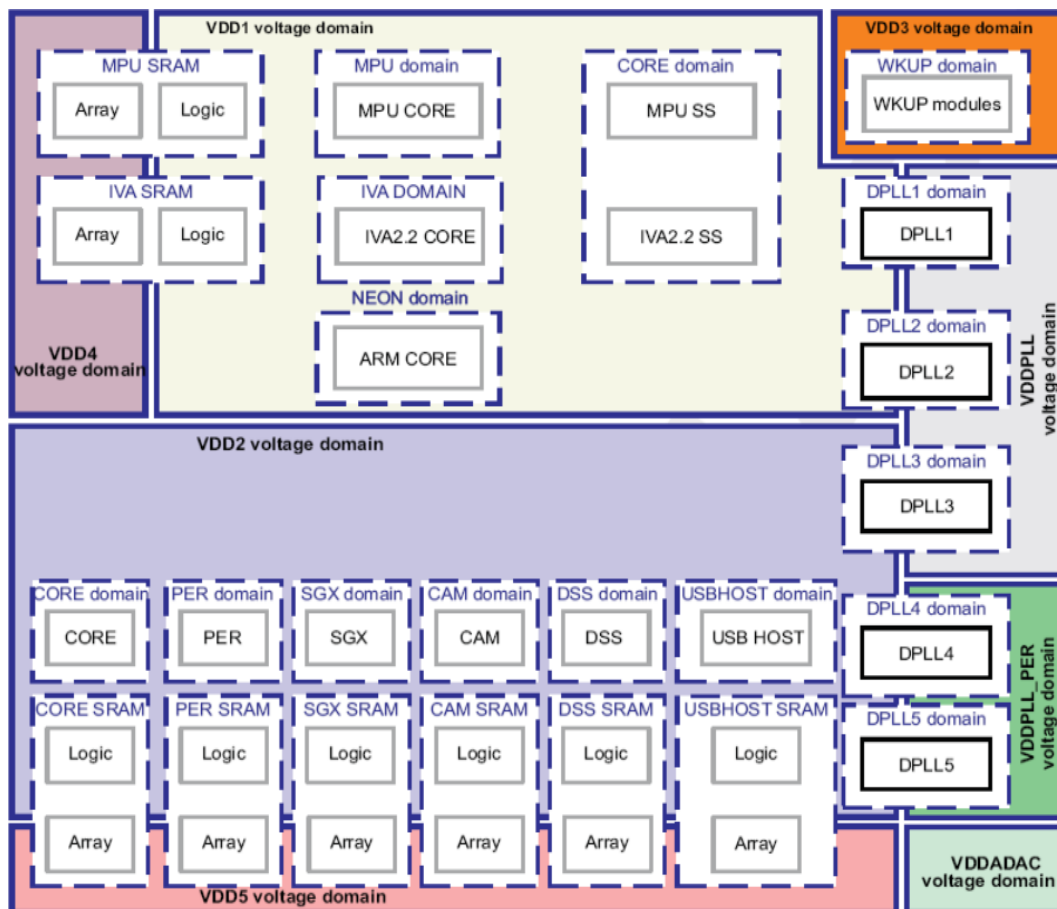 VDD1 voltage domain
VDD3 voltage domain
MPU SRAM
MPU domain
CORE domain
WKUP domain
Array
Logic
MPU CORE
MPU SS
WKUP modules
IVA SRAM
IVA DOMAIN
DPLL1 domain
Array
Logic
IVA2.2 CORE
IVA2.2 SS
DPLL1
NEON domain
DPLL2 domain
VDD4
voltage domain
ARM CORE
DPLL2
VDDPLL
voltage domain
VDD2 voltage domain
DPLL3 domain
DPLL3
CORE domain
PER domain
SGX domain
CAM domain
DSS domain
USBHOST domain
DPLL4 domain
CORE
PER
SGX
CAM
DSS
USB HOST
DPLL4
VDDPLL_PER
voltage domain
CORE SRAM
PER SRAM
SGX SRAM
CAM SRAM
DSS SRAM
USBHOST SRAM
DPLL5 domain
Logic
Logic
Logic
Logic
Logic
Logic
DPLL5
Array
Array
Array
Array
Array
Array
VDDADAC
voltage domain
VDD5 voltage domain